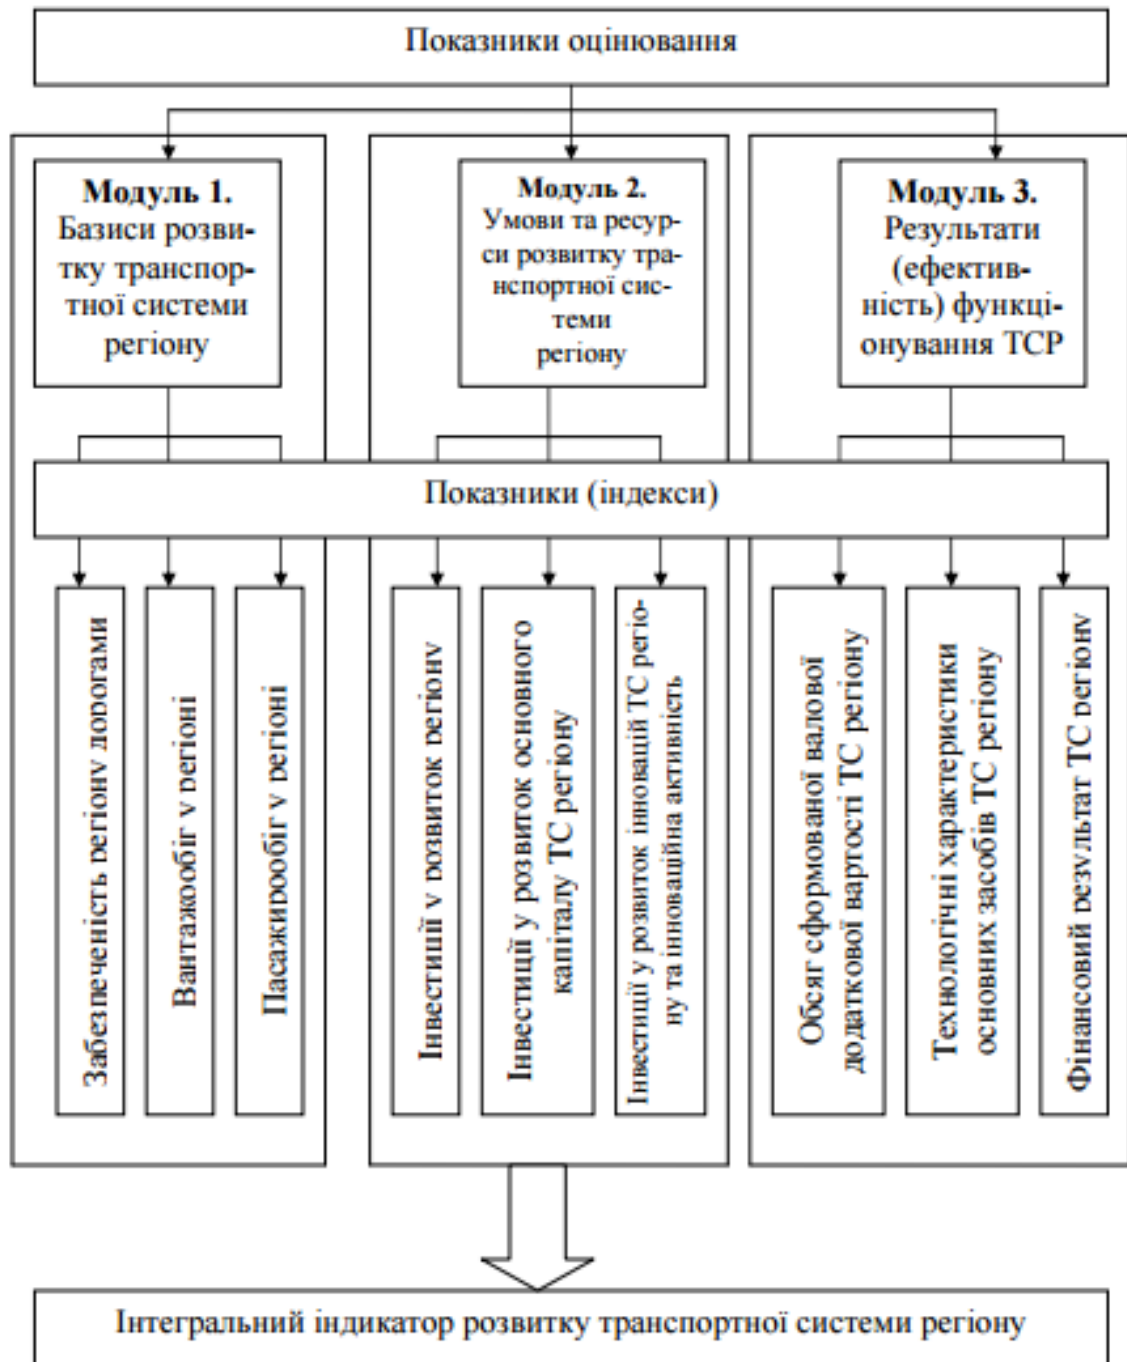 Показники оцінювання
Модуль 1.
Базиси розви-
тку транспор-
тної системи
регіону
Модуль 2.
Умови та ресур-
си розвитку тра-
нспортної сис-
теми
регіону
Модуль 3.
Результати
(ефектив-
ність) функці-
онування ТСР
Показники (індекси)
Забезпеченість регіону дорогами
Вантажообіг у регіоні
Пасажирообіг у регіоні
Інвестиції у розвиток регіону
Інвестиції у розвиток основного
капіталу ТС регіону
Інвестиції у розвиток інновацій ТС регіо-
ну та інноваційна активність
Обсяг сформованої валової
додаткової вартості ТС регіону
Технологічні характеристики
основних засобів ТС регіону
Фінансовий результат ТС регіону
Інтегральний індикатор розвитку транспортної системи регіону